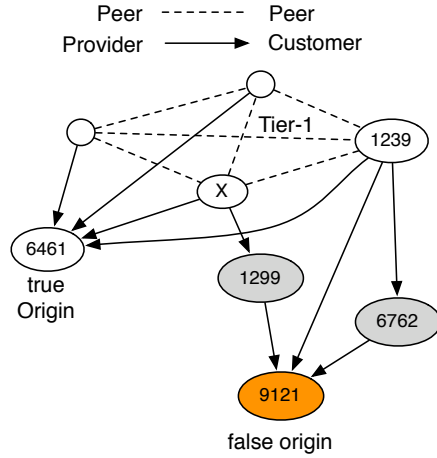 Peer Peer
Provider Customer
Tier-1
1239
X
6461
true
Origin
1299
6762
9121
false origin